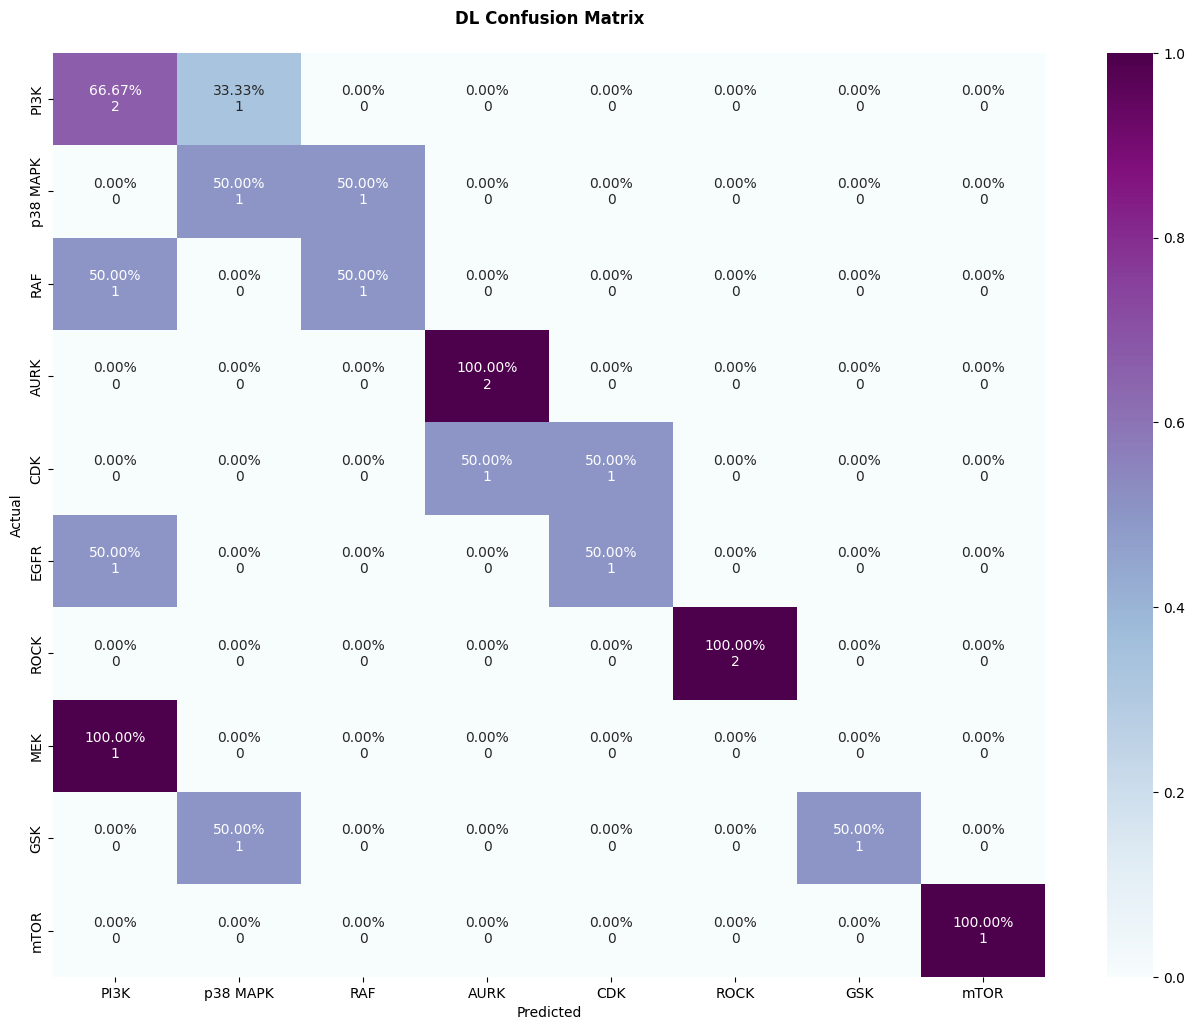 DL Confusion Matrix
PI3K 66.67% 33.33% 0.00% 0.00% 0.00% 0.00% 0.00% 0.00%
2 1 0 0 0 0 0 0
p38 MAPK 0.00% 50.00% 50.00% 0.00% 0.00% 0.00% 0.00% 0.00%
0 1 1 0 0 0 0 0
RAF 50.00% 0.00% 50.00% 0.00% 0.00% 0.00% 0.00% 0.00%
1 0 1 0 0 0 0 0
AURK 0.00% 0.00% 0.00% 100.00% 0.00% 0.00% 0.00% 0.00%
0 0 0 2 0 0 0 0
CDK 0.00% 0.00% 0.00% 50.00% 50.00% 0.00% 0.00% 0.00%
0 0 0 1 1 0 0 0
Actual
EGFR 50.00% 0.00% 0.00% 0.00% 50.00% 0.00% 0.00% 0.00%
1 0 0 0 1 0 0 0
ROCK 0.00% 0.00% 0.00% 0.00% 0.00% 100.00% 0.00% 0.00%
0 0 0 0 0 2 0 0
MEK 100.00% 0.00% 0.00% 0.00% 0.00% 0.00% 0.00% 0.00%
1 0 0 0 0 0 0 0
GSK 0.00% 50.00% 0.00% 0.00% 0.00% 0.00% 50.00% 0.00%
0 1 0 0 0 0 1 0
mTOR 0.00% 0.00% 0.00% 0.00% 0.00% 0.00% 0.00% 100.00%
0 0 0 0 0 0 0 1
PI3K p38 MAPK RAF AURK CDK ROCK GSK mTOR
Predicted
1.0
0.8
0.6
0.4
0.2
0.0